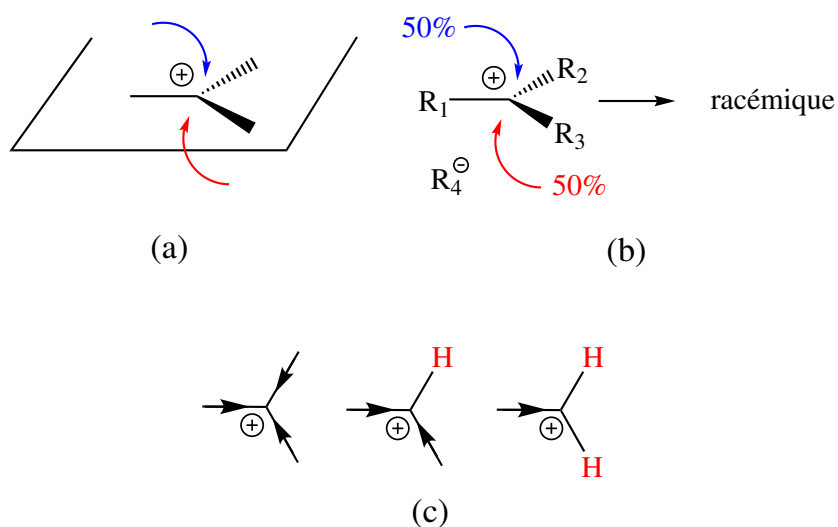 50%
⊕
⊕
R1
R2
R3
R4⊖
50%
racémique
(a)
(b)
H
H
⊕
⊕
⊕
H
(c)